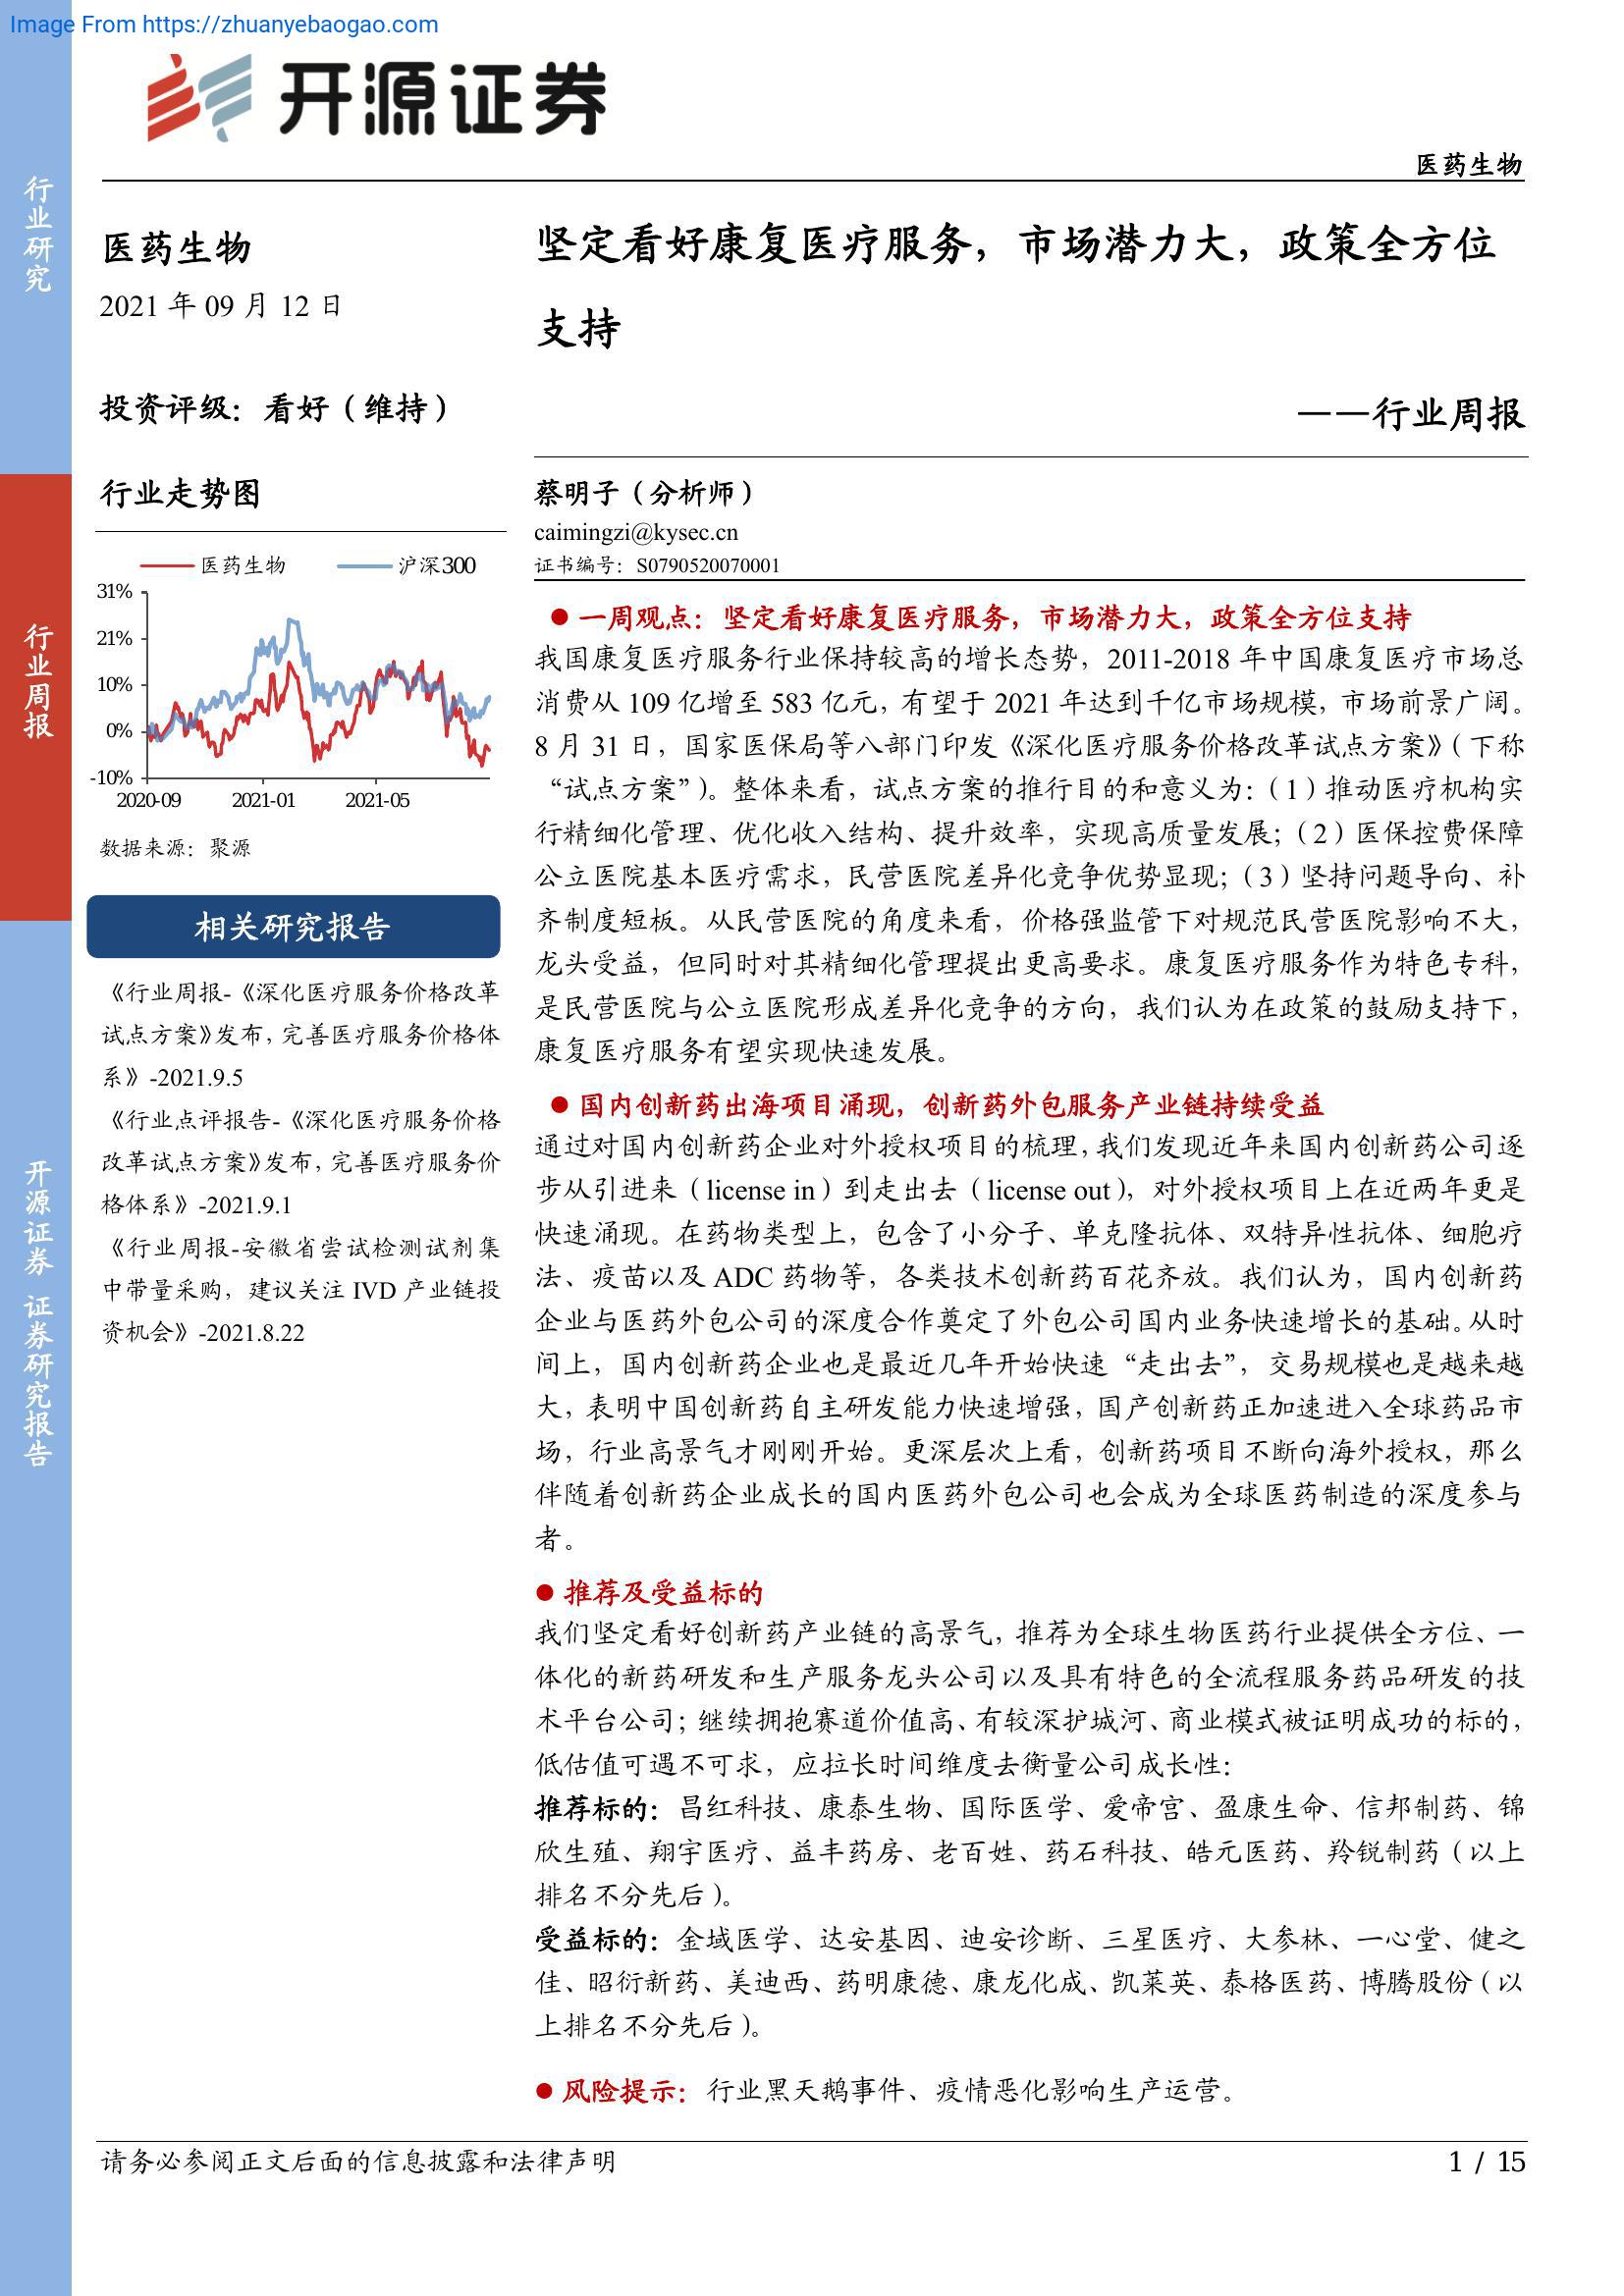 Image From https://zhuanyebaogao.com
开源证券
医药生物
行业研究
行业周报
开源证券 证券研究报告
医药生物
2021 年 09 月 12 日
投资评级：看好（维持）
行业走势图
医药生物
沪深300
31%
21%
10%
0%
-10%
2020-09
2021-01
2021-05
数据来源：聚源
相关研究报告
《行业周报-《深化医疗服务价格改革
试点方案》发布，完善医疗服务价格体
系》-2021.9.5
《行业点评报告-《深化医疗服务价格
改革试点方案》发布，完善医疗服务价
格体系》-2021.9.1
《行业周报-安徽省尝试检测试剂集
中带量采购，建议关注 IVD 产业链投
资机会》-2021.8.22
坚定看好康复医疗服务，市场潜力大，政策全方位
支持
——行业周报
蔡明子（分析师）
caimingzi@kysec.cn
证书编号：S0790520070001
● 一周观点：坚定看好康复医疗服务，市场潜力大，政策全方位支持
我国康复医疗服务行业保持较高的增长态势，2011-2018 年中国康复医疗市场总
消费从 109 亿增至 583 亿元，有望于 2021 年达到千亿市场规模，市场前景广阔。
8 月 31 日，国家医保局等八部门印发《深化医疗服务价格改革试点方案》（下称
“试点方案”）。整体来看，试点方案的推行目的和意义为：（1）推动医疗机构实
行精细化管理、优化收入结构、提升效率，实现高质量发展；（2）医保控费保障
公立医院基本医疗需求，民营医院差异化竞争优势显现；（3）坚持问题导向、补
齐制度短板。从民营医院的角度来看，价格强监管下对规范民营医院影响不大，
龙头受益，但同时对其精细化管理提出更高要求。康复医疗服务作为特色专科，
是民营医院与公立医院形成差异化竞争的方向，我们认为在政策的鼓励支持下，
康复医疗服务有望实现快速发展。
● 国内创新药出海项目涌现，创新药外包服务产业链持续受益
通过对国内创新药企业对外授权项目的梳理，我们发现近年来国内创新药公司逐
步从引进来（license in）到走出去（license out），对外授权项目上在近两年更是
快速涌现。在药物类型上，包含了小分子、单克隆抗体、双特异性抗体、细胞疗
法、疫苗以及 ADC 药物等，各类技术创新药百花齐放。我们认为，国内创新药
企业与医药外包公司的深度合作奠定了外包公司国内业务快速增长的基础。从时
间上，国内创新药企业也是最近几年开始快速“走出去”，交易规模也是越来越
大，表明中国创新药自主研发能力快速增强，国产创新药正加速进入全球药品市
场，行业高景气才刚刚开始。更深层次上看，创新药项目不断向海外授权，那么
伴随着创新药企业成长的国内医药外包公司也会成为全球医药制造的深度参与
者。
● 推荐及受益标的
我们坚定看好创新药产业链的高景气，推荐为全球生物医药行业提供全方位、一
体化的新药研发和生产服务龙头公司以及具有特色的全流程服务药品研发的技
术平台公司；继续拥抱赛道价值高、有较深护城河、商业模式被证明成功的标的，
低估值可遇不可求，应拉长时间维度去衡量公司成长性：
推荐标的：昌红科技、康泰生物、国际医学、爱帝宫、盈康生命、信邦制药、锦
欣生殖、翔宇医疗、益丰药房、老百姓、药石科技、皓元医药、羚锐制药（以上
排名不分先后）。
受益标的：金域医学、达安基因、迪安诊断、三星医疗、大参林、一心堂、健之
佳、昭衍新药、美迪西、药明康德、康龙化成、凯莱英、泰格医药、博腾股份（以
上排名不分先后）。
● 风险提示：行业黑天鹅事件、疫情恶化影响生产运营。
请务必参阅正文后面的信息披露和法律声明
1 / 15